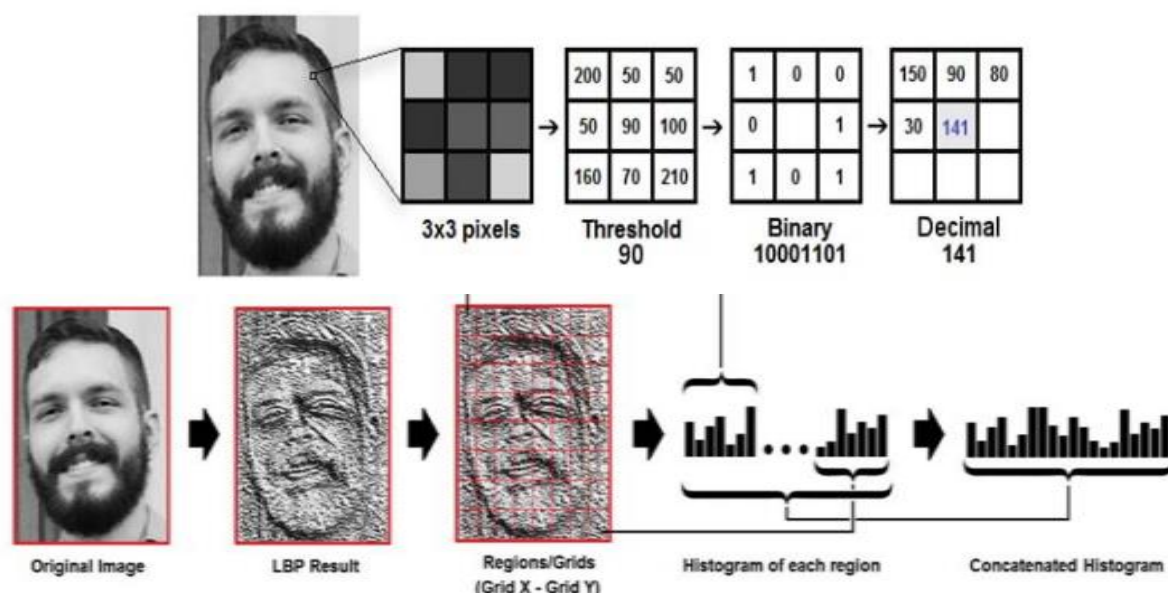 200 50 50
50 90 100
160 70 210
1 0 0
0 1
1 0 1
150 90 80
30 141
3x3 pixels
Threshold
90
Binary
10001101
Decimal
141
Original Image
LBP Result
Regions/Grids
(Grid X - Grid Y)
Histogram of each region
Concatenated Histogram